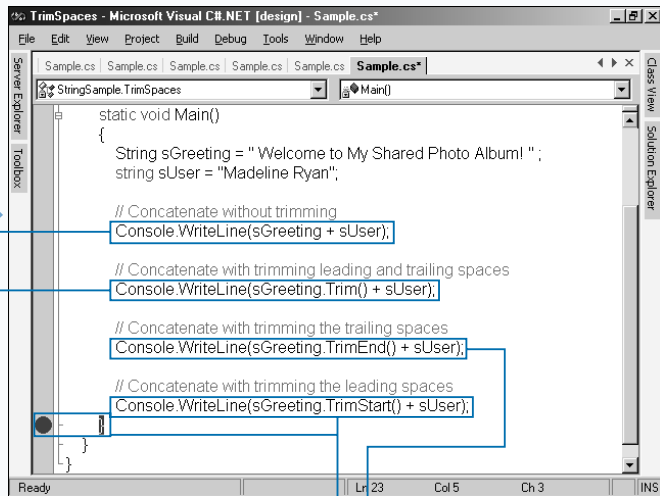 TrimSpaces - Microsoft Visual C#.NET [design] - Sample.cs*
File Edit View Project Build Debug Tools Window Help
Sample.cs Sample.cs Sample.cs Sample.cs Sample.cs Sample.cs*
StringSample.TrimSpaces Main()
Server Explorer
Toolbox
Class View
Solution Explorer
static void Main()
{
String sGreeting = " Welcome to My Shared Photo Album! " ;
string sUser = "Madeline Ryan";
// Concatenate without trimming
Console.WriteLine(sGreeting + sUser);
// Concatenate with trimming leading and trailing spaces
Console.WriteLine(sGreeting.Trim() + sUser);
// Concatenate with trimming the trailing spaces
Console.WriteLine(sGreeting.TrimEnd() + sUser);
// Concatenate with trimming the leading spaces
Console.WriteLine(sGreeting.TrimStart() + sUser);
}
}
}
Ready Ln 23 Col 5 Ch 3 INS